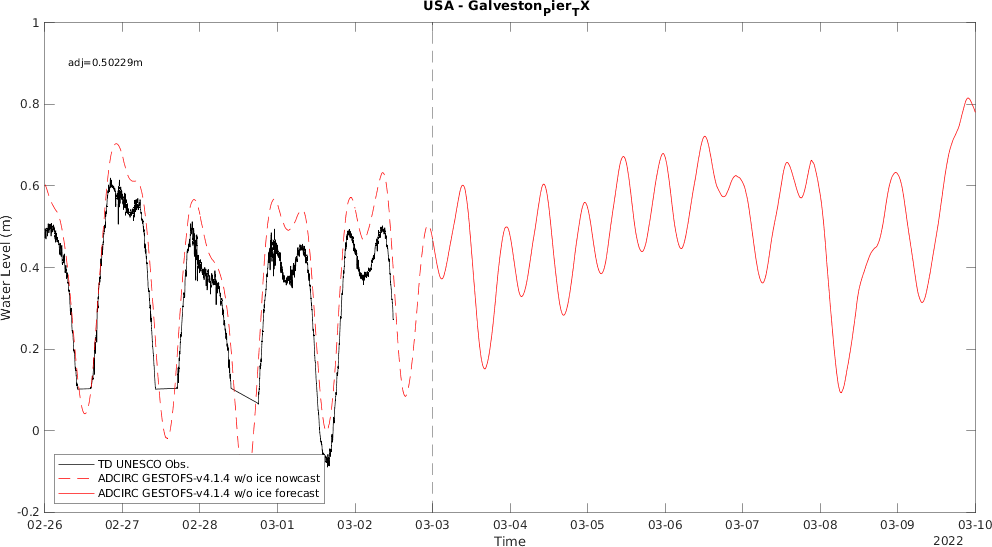 USA - Galveston_Pier_TX
1
adj=0.50229m
0.8
0.6
0.4
0.2
0
-0.2
Water Level (m)
TD UNESCO Obs.
ADCIRC GESTOFS-v4.1.4 w/o ice nowcast
ADCIRC GESTOFS-v4.1.4 w/o ice forecast
02-26 02-27 02-28 03-01 03-02 03-03 03-04 03-05 03-06 03-07 03-08 03-09 03-10
Time
2022